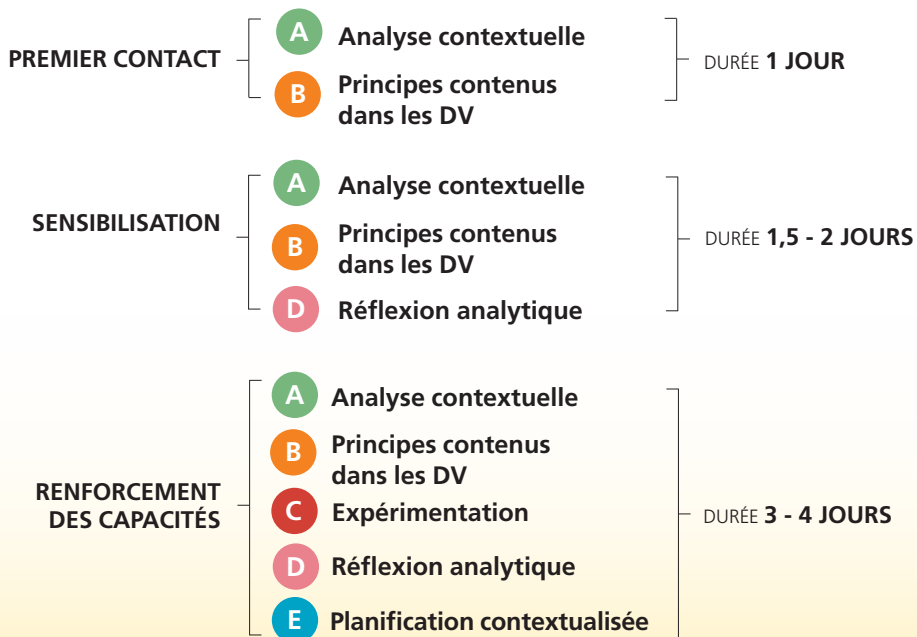 PREMIER CONTACT
A Analyse contextuelle
B Principes contenus
dans les DV
DURÉE 1 JOUR
SENSIBILISATION
A Analyse contextuelle
B Principes contenus
dans les DV
D Réflexion analytique
DURÉE 1,5 - 2 JOURS
RENFORCEMENT
DES CAPACITÉS
A Analyse contextuelle
B Principes contenus
dans les DV
C Expérimentation
D Réflexion analytique
E Planification contextualisée
DURÉE 3 - 4 JOURS